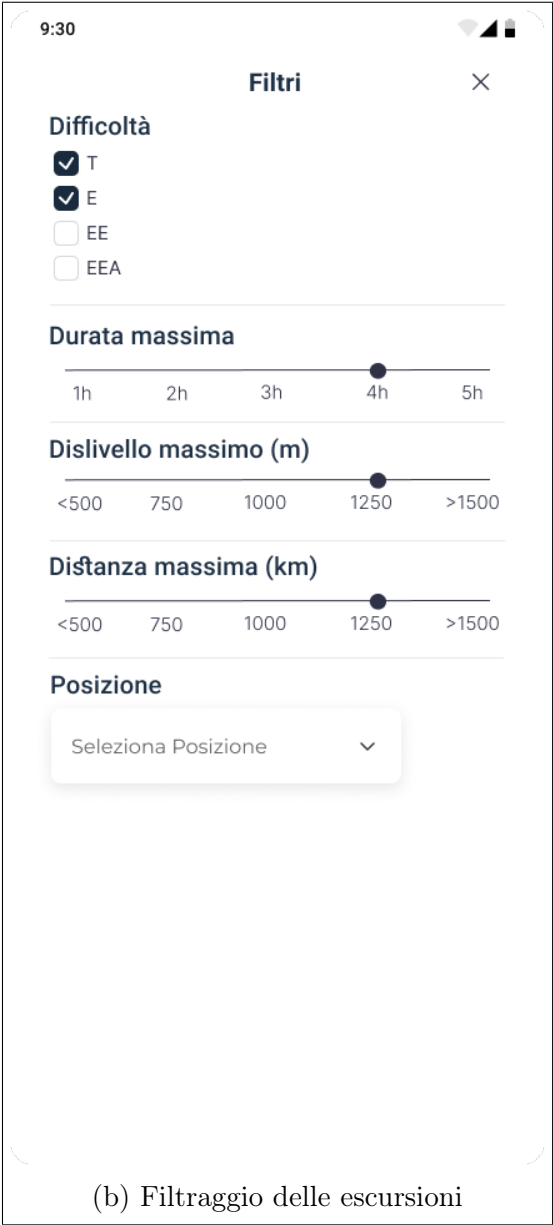 9:30
Filtri
Difficoltà
T
E
EE
EEA
Durata massima
1h 2h 3h 4h 5h
Dislivello massimo (m)
<500 750 1000 1250 >1500
Distanza massima (km)
<500 750 1000 1250 >1500
Posizione
Seleziona Posizione
(b) Filtraggio delle escursioni